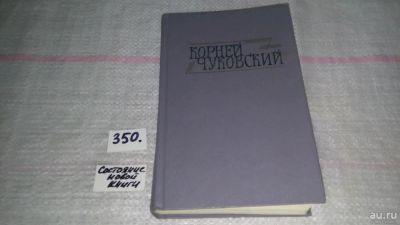 КОРНЕЙ
ЧУКОВСКИЙ
350.
Состояние
новой
книги
au.ru